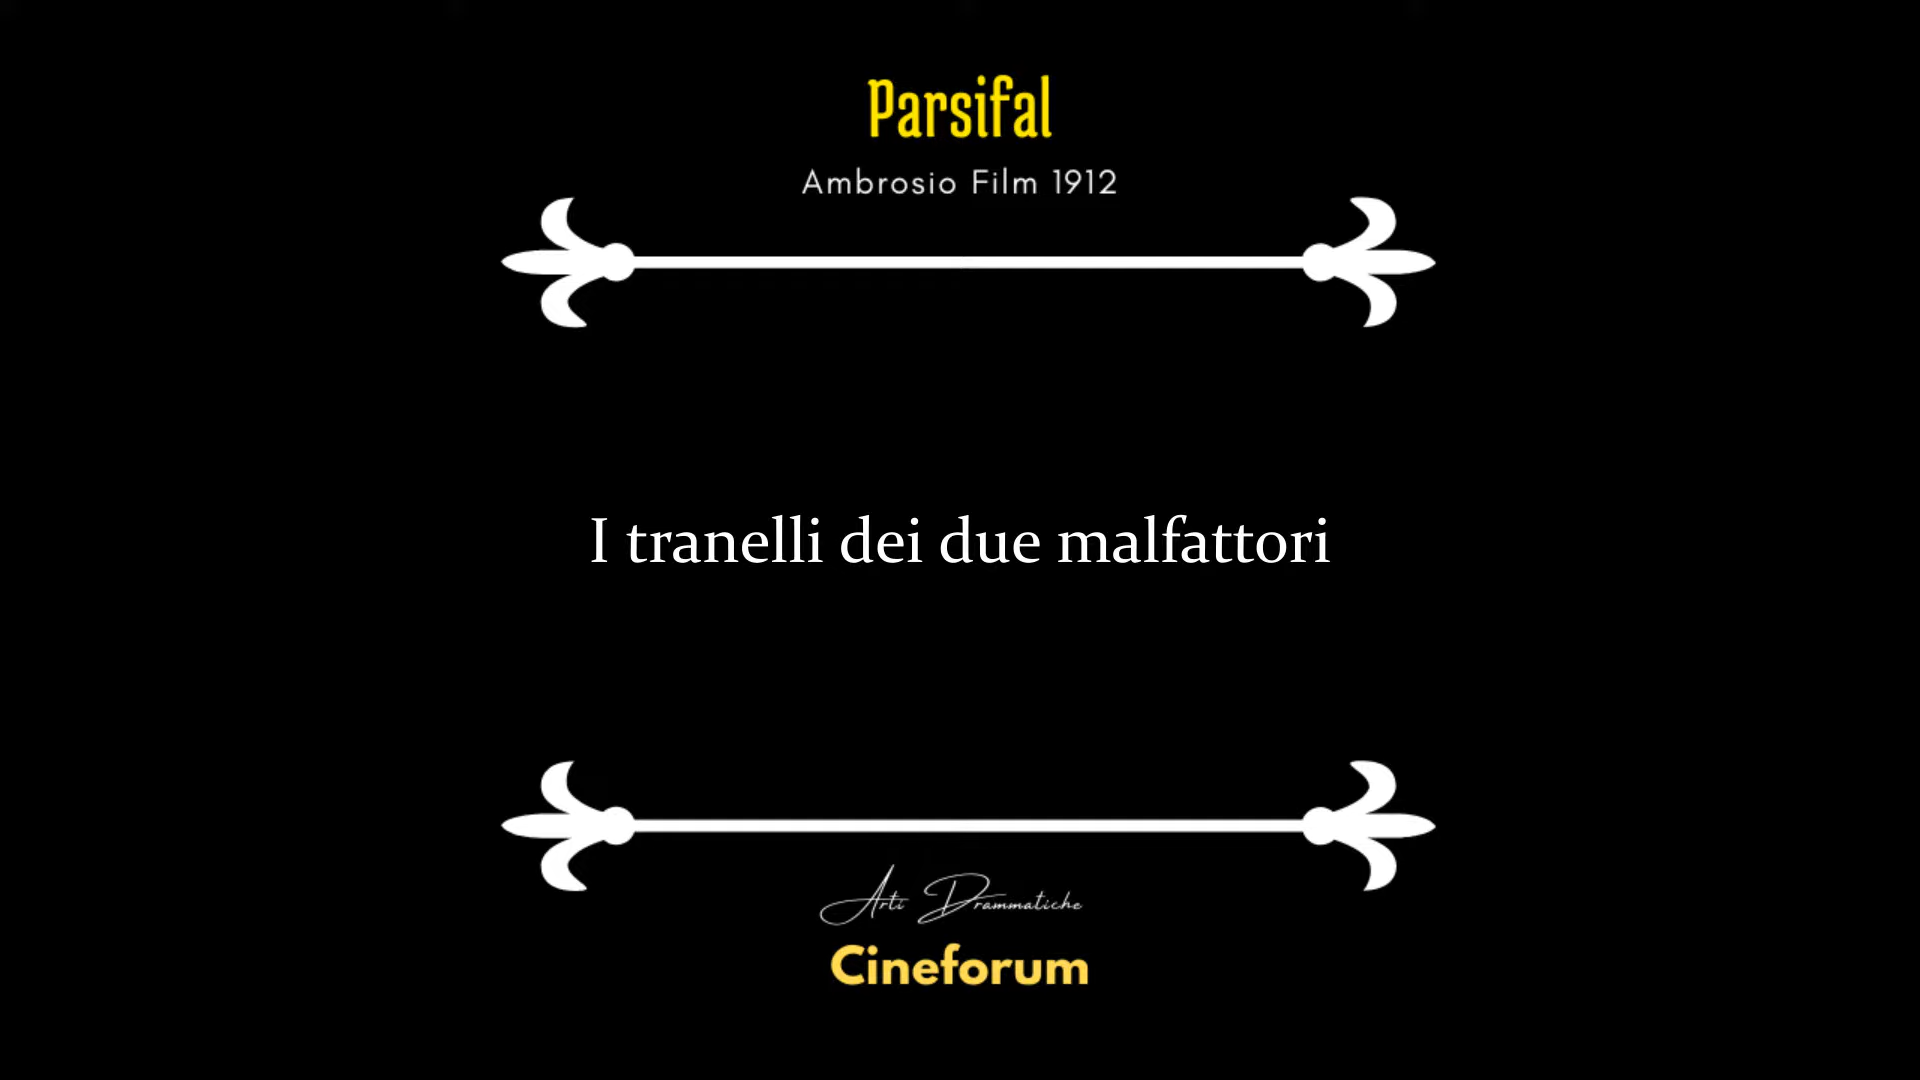 Parsifal
Ambrosio Film 1912
I tranelli dei due malfattori
Arti Drammatiche
Cineforum